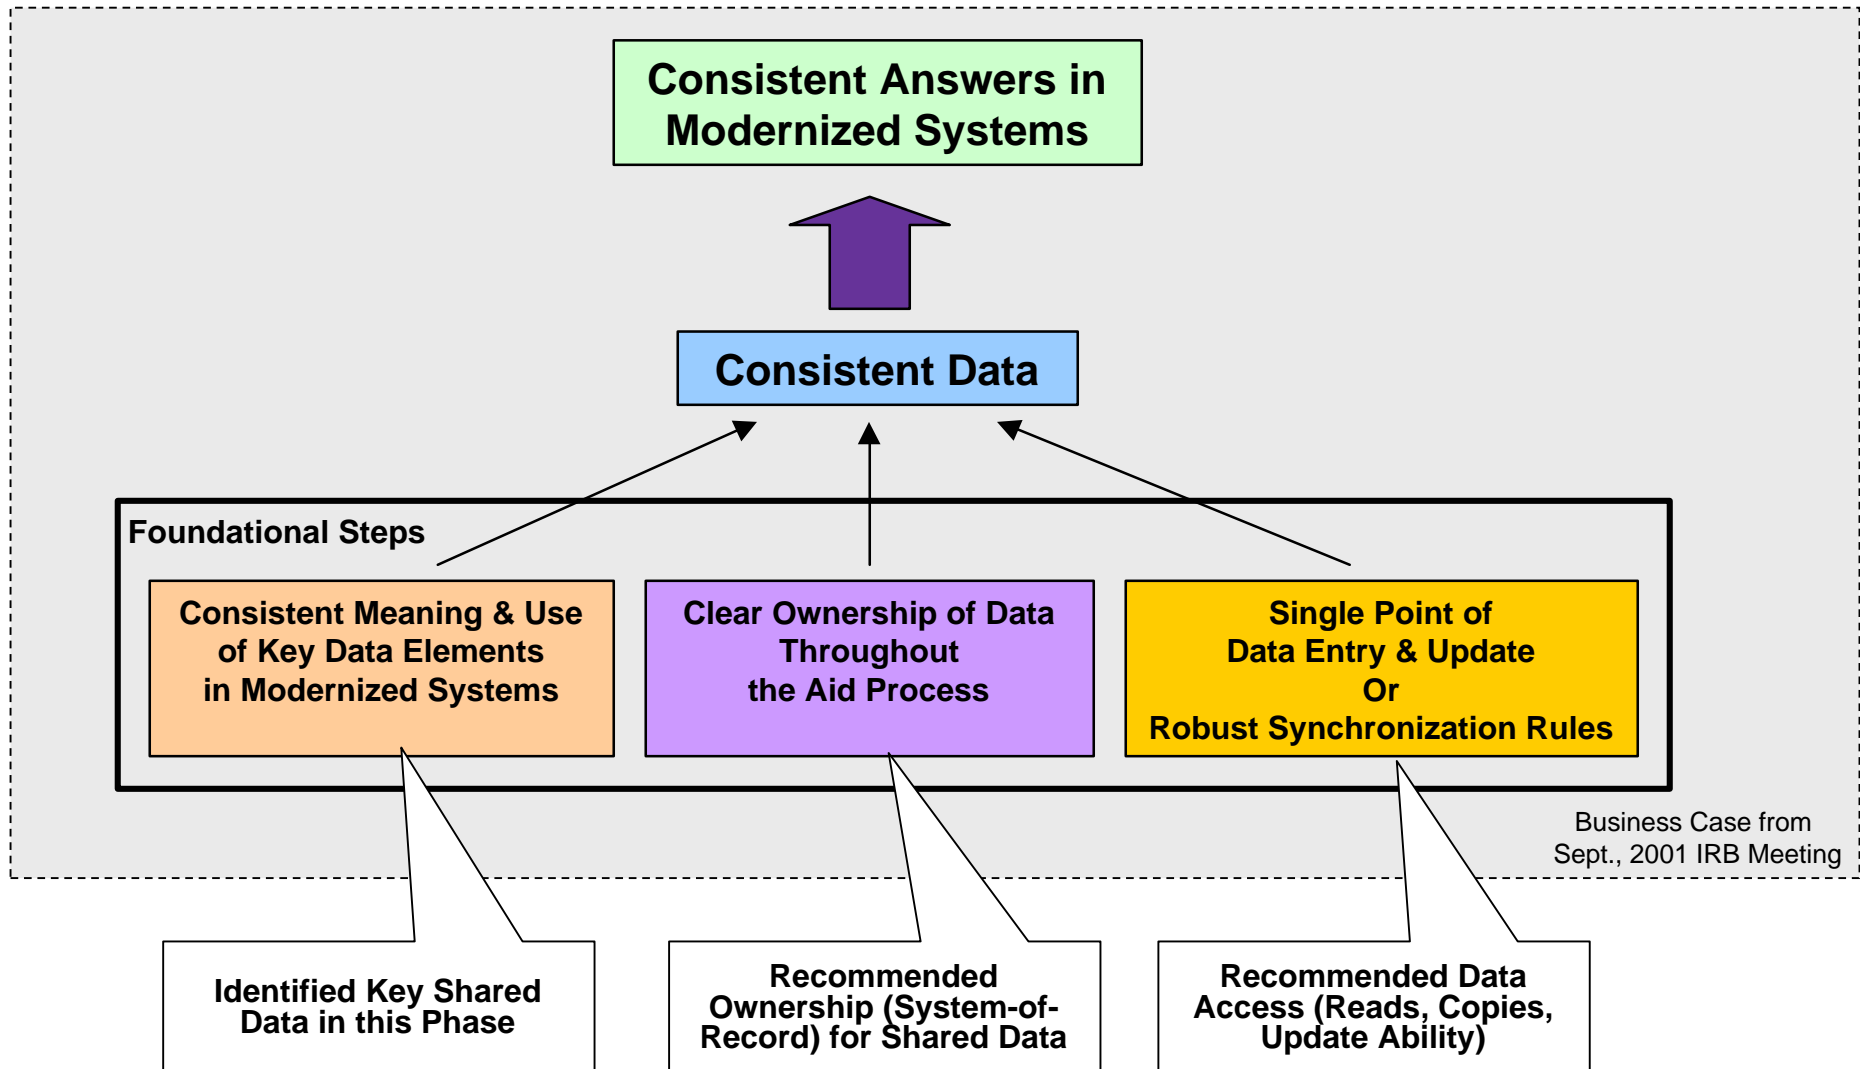 Consistent Answers in
Modernized Systems
Consistent Data
Foundational Steps
Consistent Meaning & Use
of Key Data Elements
in Modernized Systems
Clear Ownership of Data
Throughout
the Aid Process
Single Point of
Data Entry & Update
Or
Robust Synchronization Rules
Business Case from
Sept., 2001 IRB Meeting
Identified Key Shared
Data in this Phase
Recommended
Ownership (System-of-
Record) for Shared Data
Recommended Data
Access (Reads, Copies,
Update Ability)